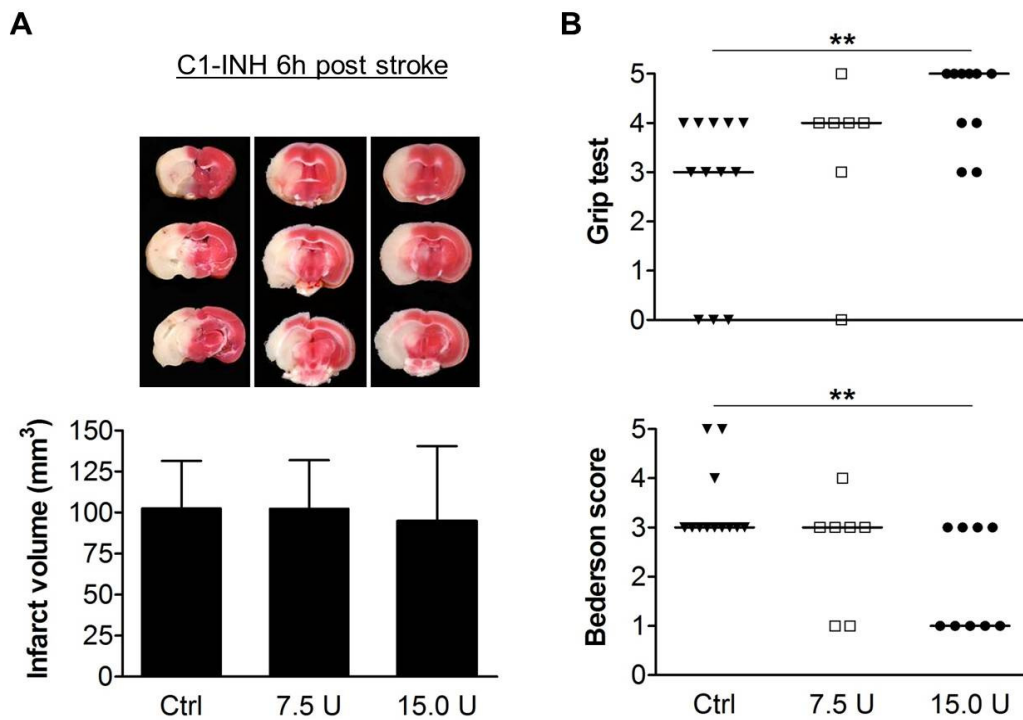 A
C1-INH 6h post stroke
Infarct volume (mm³)
150
125
100
75
50
25
0
Ctrl 7.5 U 15.0 U
B
**
Grip test
5
4
3
2
1
0
**
Bederson score
5
4
3
2
1
0
Ctrl 7.5 U 15.0 U